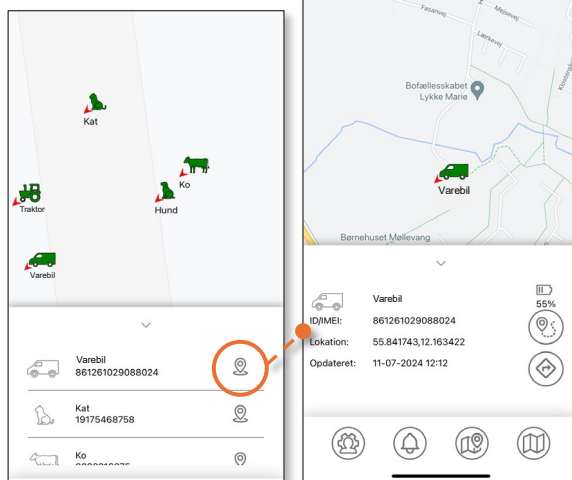 Kat
Ko
Hund
Traktor
Varebil
Varebil
861261029088024
Kat
19175468758
Ko
Fasanvej
Mejsevej
Lærkevej
Bofællesskabet
Lykke Marie
Varebil
Børnehuset Møllevang
Varebil
55%
ID/IMEI: 861261029088024
Lokation: 55.841743,12.163422
Opdateret: 11-07-2024 12:12